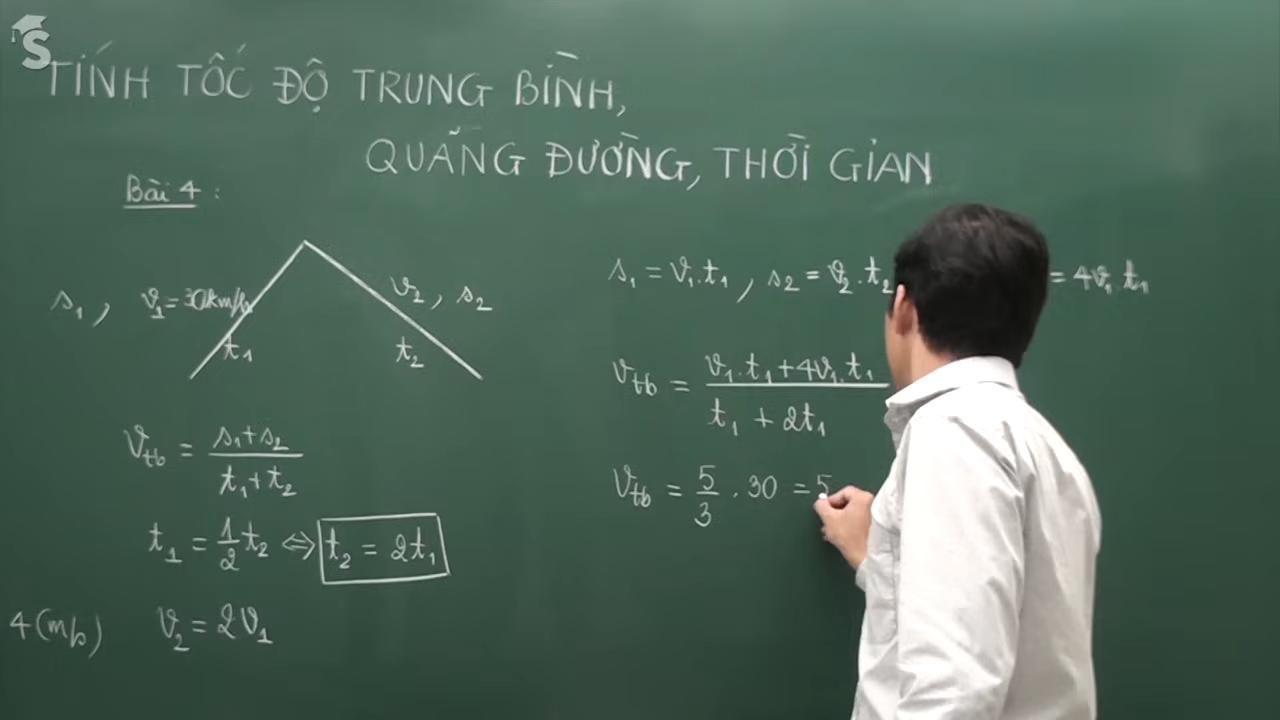 S
TÍNH TỐC ĐỘ TRUNG BÌNH,
QUÃNG ĐƯỜNG, THỜI GIAN
Bài 4 :
s₁, v₁ = 30km/h
v₂, s₂
t₁
t₂
v_tb = (s₁+s₂)/(t₁+t₂)
t₁ = 1/2 t₂ ⇔ t₂ = 2t₁
4(m/s)
v₂ = 2v₁
s₁ = v₁.t₁, s₂ = v₂.t₂ = 4v₁.t₁
v_tb = (v₁.t₁+4v₁.t₁)/(t₁ + 2t₁)
v_tb = 5/3 . 30 = 5